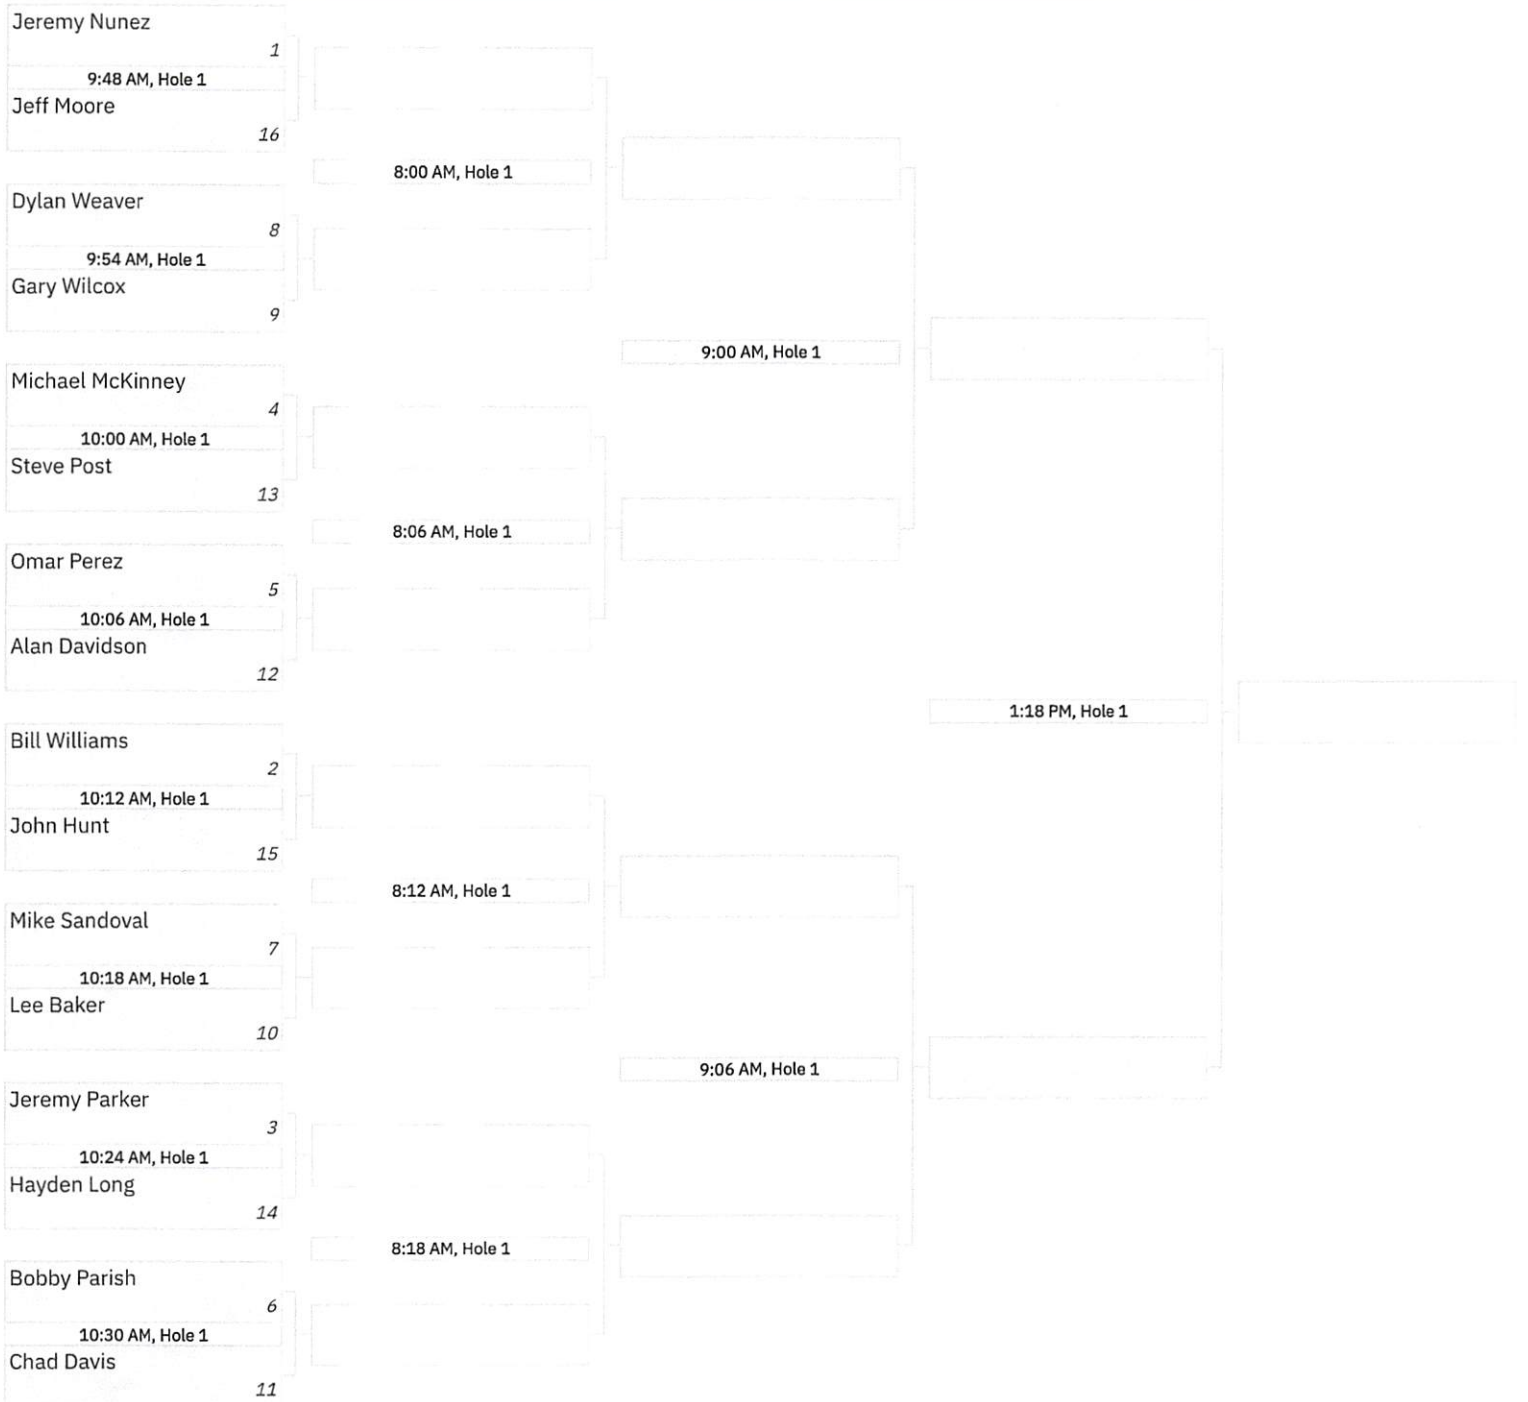 Jeremy Nunez
1
9:48 AM, Hole 1
Jeff Moore
16
8:00 AM, Hole 1
Dylan Weaver
8
9:54 AM, Hole 1
Gary Wilcox
9
9:00 AM, Hole 1
Michael McKinney
4
10:00 AM, Hole 1
Steve Post
13
8:06 AM, Hole 1
Omar Perez
5
10:06 AM, Hole 1
Alan Davidson
12
1:18 PM, Hole 1
Bill Williams
2
10:12 AM, Hole 1
John Hunt
15
8:12 AM, Hole 1
Mike Sandoval
7
10:18 AM, Hole 1
Lee Baker
10
9:06 AM, Hole 1
Jeremy Parker
3
10:24 AM, Hole 1
Hayden Long
14
8:18 AM, Hole 1
Bobby Parish
6
10:30 AM, Hole 1
Chad Davis
11